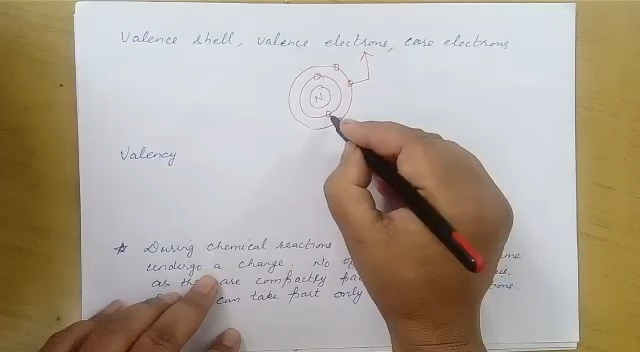 Valence shell, valence electrons, core electrons
N
Valency
☆ During chemical reactions
undergo a change. No
as are compactly
can take part only